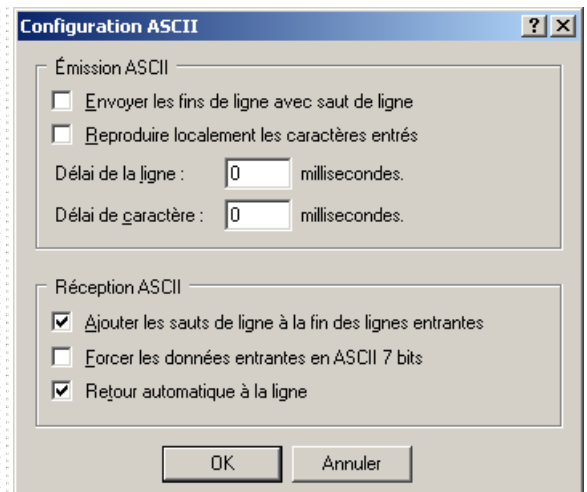 Configuration ASCII
Émission ASCII
Envoyer les fins de ligne avec saut de ligne
Reproduire localement les caractères entrés
Délai de la ligne : 0 millisecondes.
Délai de caractère : 0 millisecondes.
Réception ASCII
Ajouter les sauts de ligne à la fin des lignes entrantes
Forcer les données entrantes en ASCII 7 bits
Retour automatique à la ligne
OK Annuler